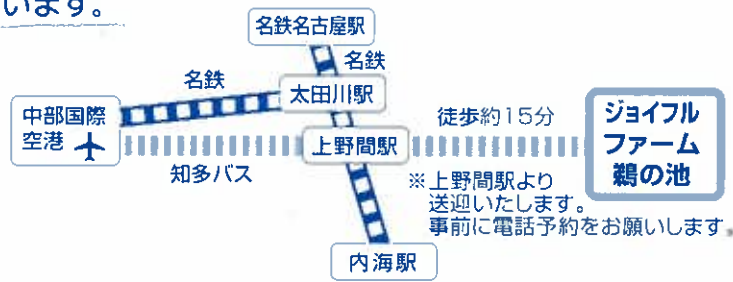 います。
名鉄名古屋駅
名鉄
名鉄
太田川駅
中部国際
空港
上野間駅
徒歩約15分
ジョイフル
ファーム
鵜の池
知多バス
※上野間駅より
送迎いたします。
事前に電話予約をお願いします。
内海駅